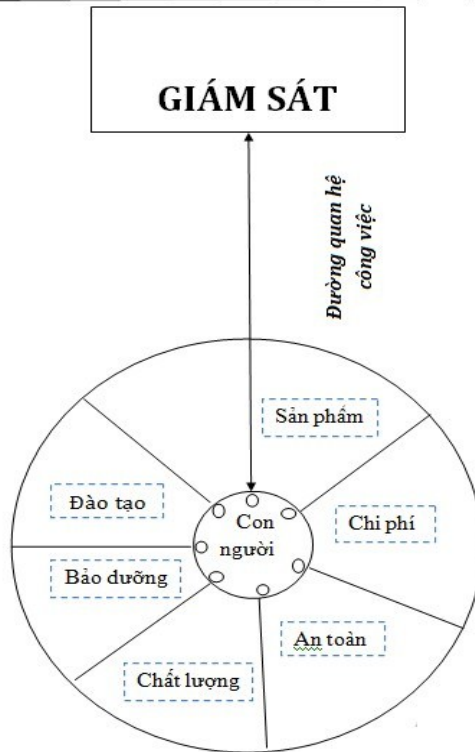 GIÁM SÁT
Đường quan hệ
công việc
Sản phẩm
Đào tạo
Con
người
Chi phí
Bảo dưỡng
An toàn
Chất lượng